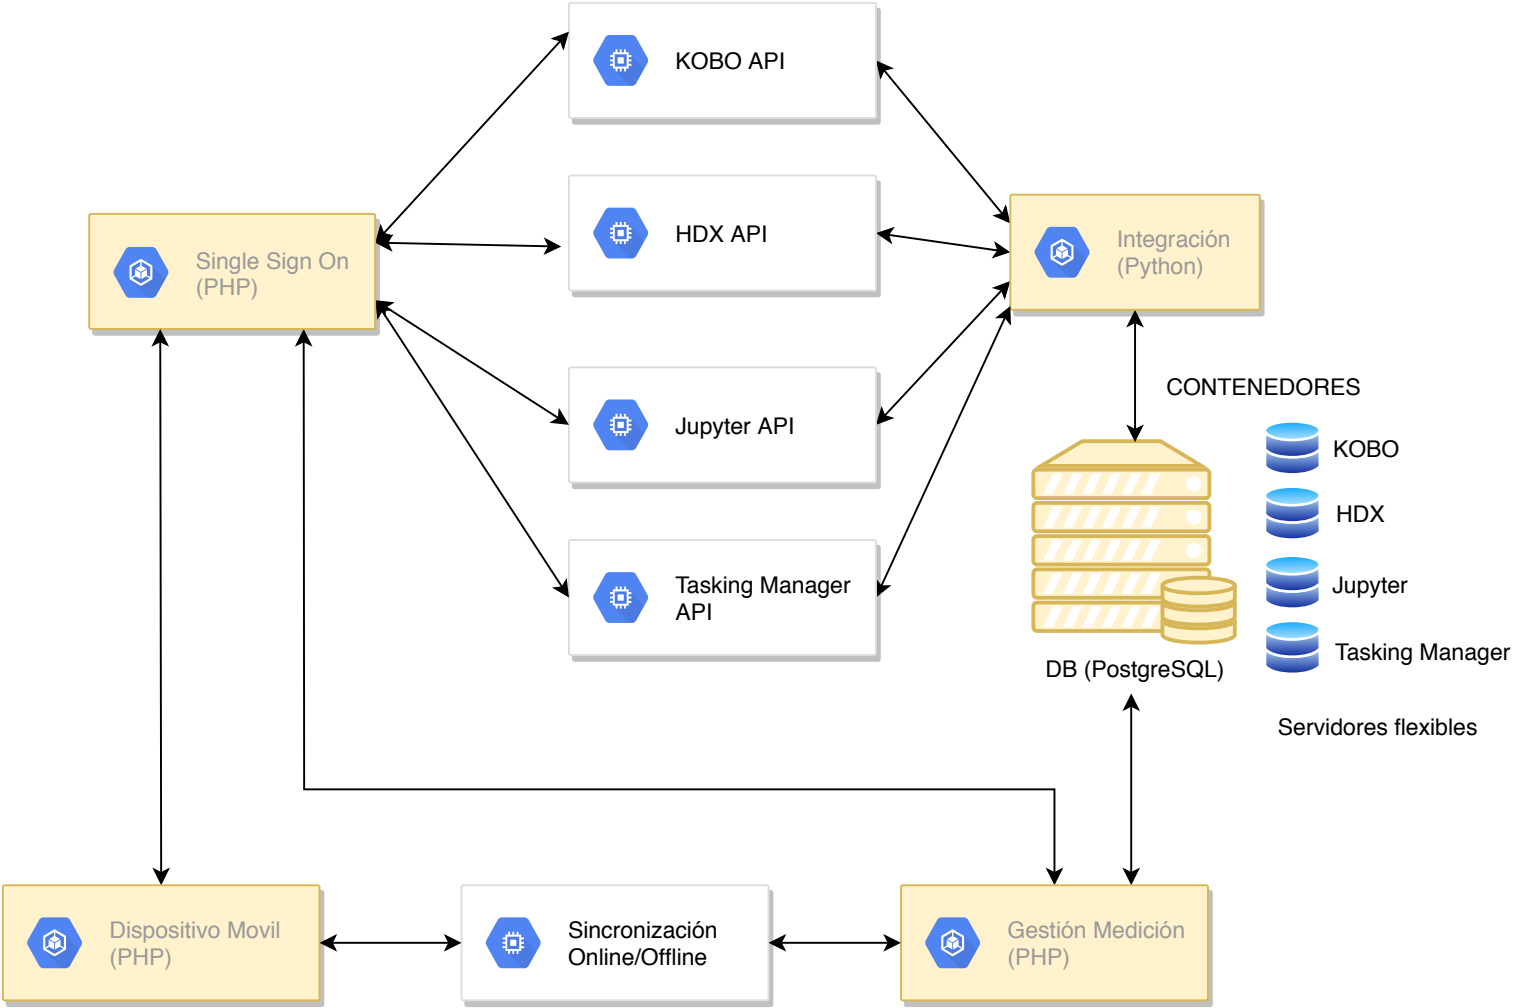 KOBO API
HDX API
Single Sign On
(PHP)
Integración
(Python)
Jupyter API
Tasking Manager
API
CONTENEDORES
KOBO
HDX
Jupyter
Tasking Manager
DB (PostgreSQL)
Servidores flexibles
Dispositivo Movil
(PHP)
Sincronización
Online/Offline
Gestión Medición
(PHP)